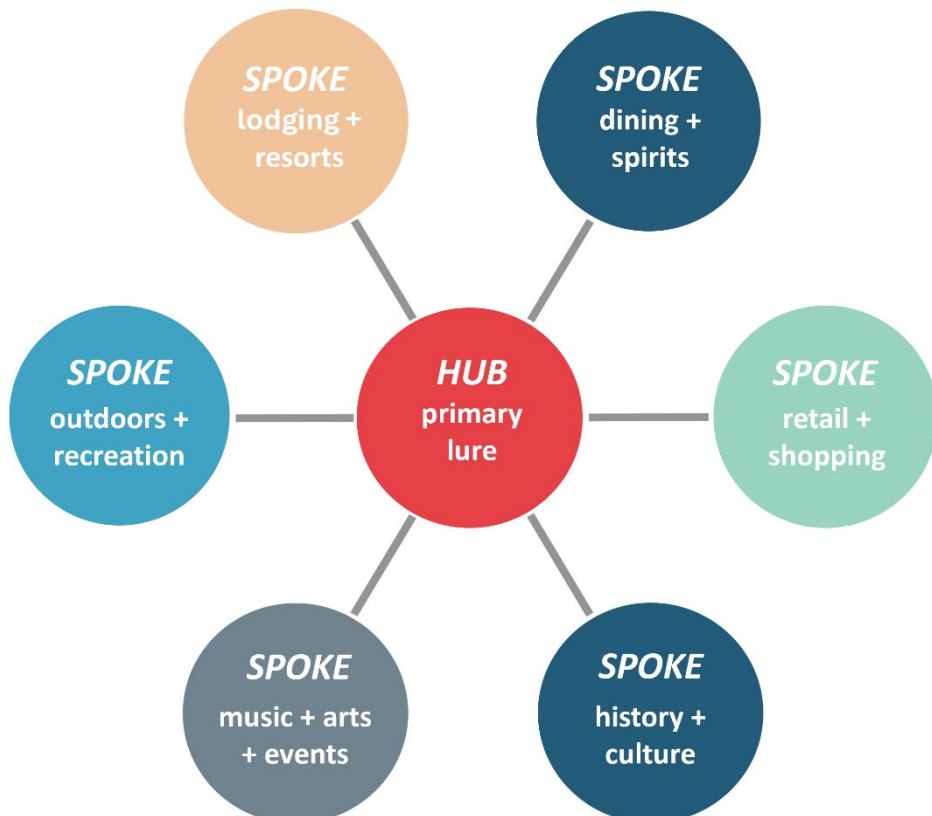 SPOKE
lodging +
resorts
SPOKE
dining +
spirits
SPOKE
outdoors +
recreation
HUB
primary
lure
SPOKE
retail +
shopping
SPOKE
music + arts
+ events
SPOKE
history +
culture